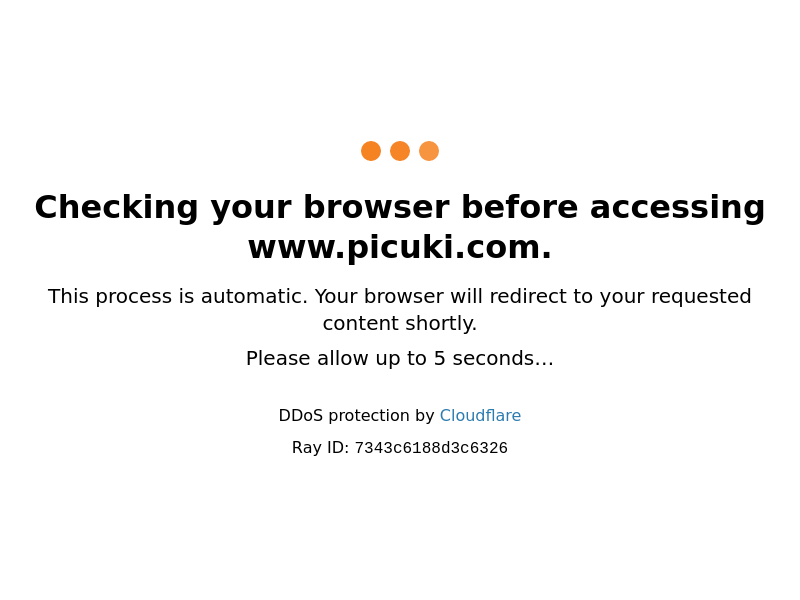 Checking your browser before accessing
www.picuki.com.
This process is automatic. Your browser will redirect to your requested
content shortly.
Please allow up to 5 seconds…
DDoS protection by Cloudflare
Ray ID: 7343c6188d3c6326